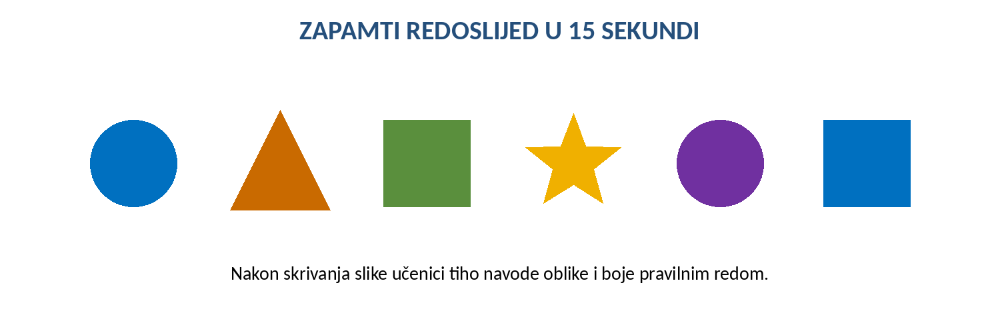 ZAPAMTI REDOSLIJED U 15 SEKUNDI
Nakon skrivanja slike učenici tiho navode oblike i boje pravilnim redom.